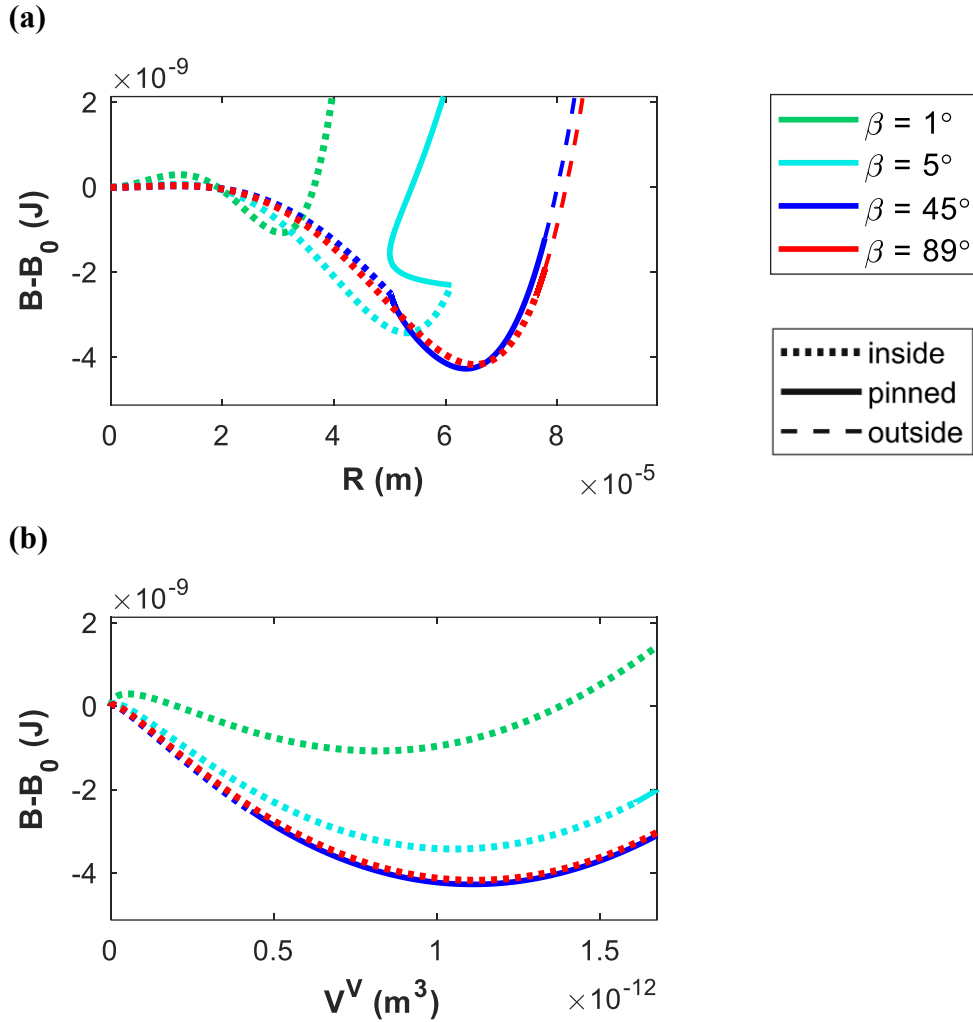 (a)
×10⁻⁹
2
0
-2
-4
B-B₀ (J)
0 2 4 6 8
R (m)
×10⁻⁵
β = 1°
β = 5°
β = 45°
β = 89°
inside
pinned
outside
(b)
×10⁻⁹
2
0
-2
-4
B-B₀ (J)
0 0.5 1 1.5
Vⱽ (m³)
×10⁻¹²